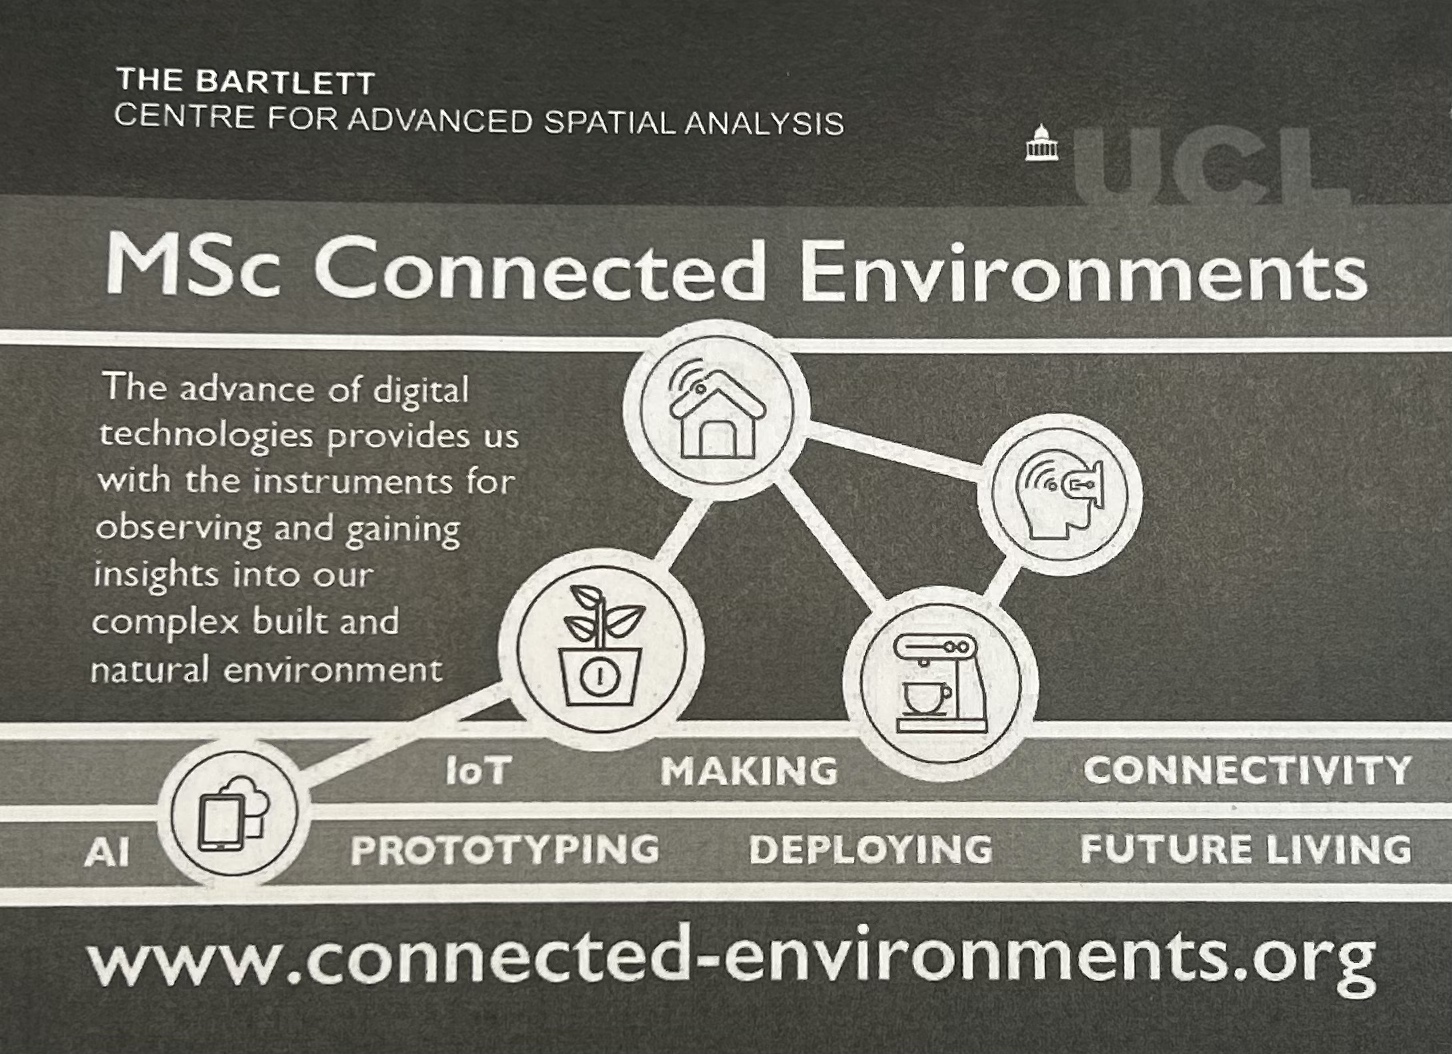 THE BARTLETT
CENTRE FOR ADVANCED SPATIAL ANALYSIS
UCL
MSc Connected Environments
The advance of digital
technologies provides us
with the instruments for
observing and gaining
insights into our
complex built and
natural environment
IoT MAKING CONNECTIVITY
AI PROTOTYPING DEPLOYING FUTURE LIVING
www.connected-environments.org